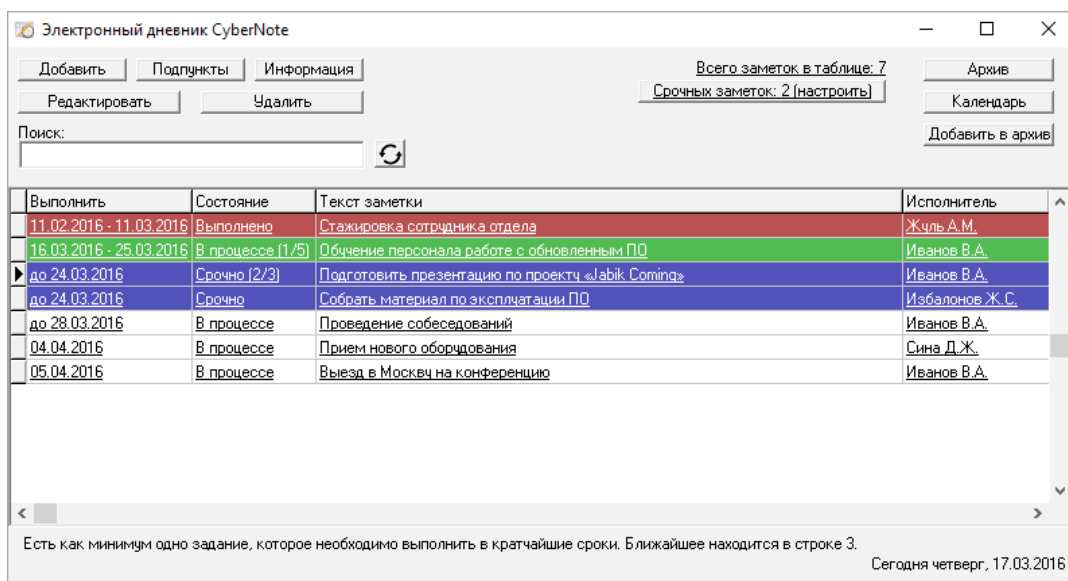 Электронный дневник CyberNote
Добавить Подпункты Информация Всего заметок в таблице: 7 Архив
Редактировать Удалить Срочных заметок: 2 (настроить) Календарь
Поиск: Добавить в архив
Выполнить Состояние Текст заметки Исполнитель
11.02.2016 - 11.03.2016 Выполнено Стажировка сотрудника отдела Жуль А.М.
16.03.2016 - 25.03.2016 В процессе (1/5) Обучение персонала работе с обновленным ПО Иванов В.А.
до 24.03.2016 Срочно (2/3) Подготовить презентацию по проекту «Jabik Coming» Иванов В.А.
до 24.03.2016 Срочно Собрать материал по эксплуатации ПО Избалонов Ж.С.
до 28.03.2016 В процессе Проведение собеседований Иванов В.А.
04.04.2016 В процессе Прием нового оборудования Сина Д.Ж.
05.04.2016 В процессе Выезд в Москву на конференцию Иванов В.А.
Есть как минимум одно задание, которое необходимо выполнить в кратчайшие сроки. Ближайшее находится в строке 3.
Сегодня четверг, 17.03.2016